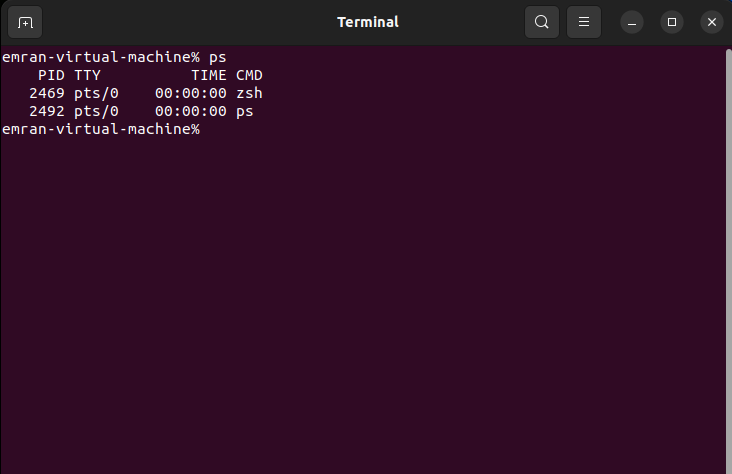 Terminal
emran-virtual-machine% ps
    PID TTY          TIME CMD
   2469 pts/0    00:00:00 zsh
   2492 pts/0    00:00:00 ps
emran-virtual-machine%